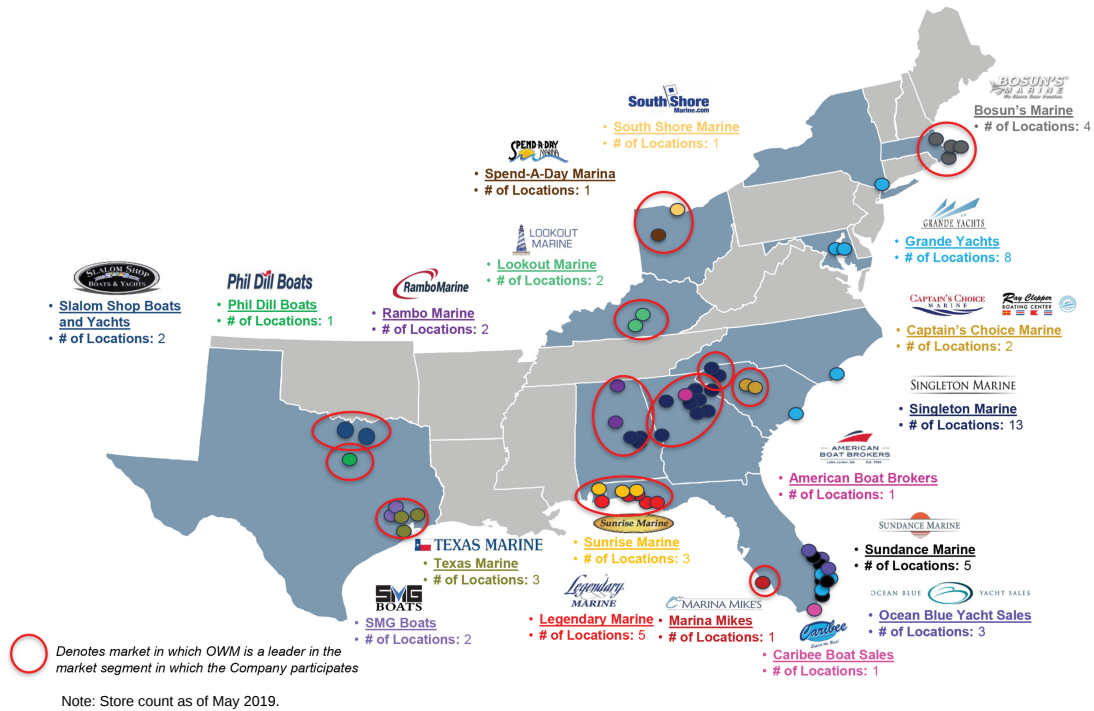 BOSUN'S
MARINE
Bosun's Marine
• # of Locations: 4
South Shore
Marine.com
• South Shore Marine
• # of Locations: 1
SPEND-A-DAY
MARINA
• Spend-A-Day Marina
• # of Locations: 1
LOOKOUT
MARINE
• Lookout Marine
• # of Locations: 2
GRANDE YACHTS
• Grande Yachts
• # of Locations: 8
SLALOM SHOP
BOATS & YACHTS
• Slalom Shop Boats
and Yachts
• # of Locations: 2
Phil Dill Boats
• Phil Dill Boats
• # of Locations: 1
RamboMarine
• Rambo Marine
• # of Locations: 2
CAPTAIN'S CHOICE
MARINE
Ray Clepper
BOATING CENTER
• Captain's Choice Marine
• # of Locations: 2
SINGLETON MARINE
• Singleton Marine
• # of Locations: 13
AMERICAN
BOAT BROKERS
• American Boat Brokers
• # of Locations: 1
SUNDANCE MARINE
• Sundance Marine
• # of Locations: 5
OCEAN BLUE YACHT SALES
• Ocean Blue Yacht Sales
• # of Locations: 3
Sunrise Marine
• Sunrise Marine
• # of Locations: 3
TEXAS MARINE
• Texas Marine
• # of Locations: 3
SMG
BOATS
• SMG Boats
• # of Locations: 2
Legendary
MARINE
• Legendary Marine
• # of Locations: 5
MARINA MIKE'S
• Marina Mikes
• # of Locations: 1
Caribee
• Caribee Boat Sales
• # of Locations: 1
Denotes market in which OWM is a leader in the
market segment in which the Company participates
Note: Store count as of May 2019.